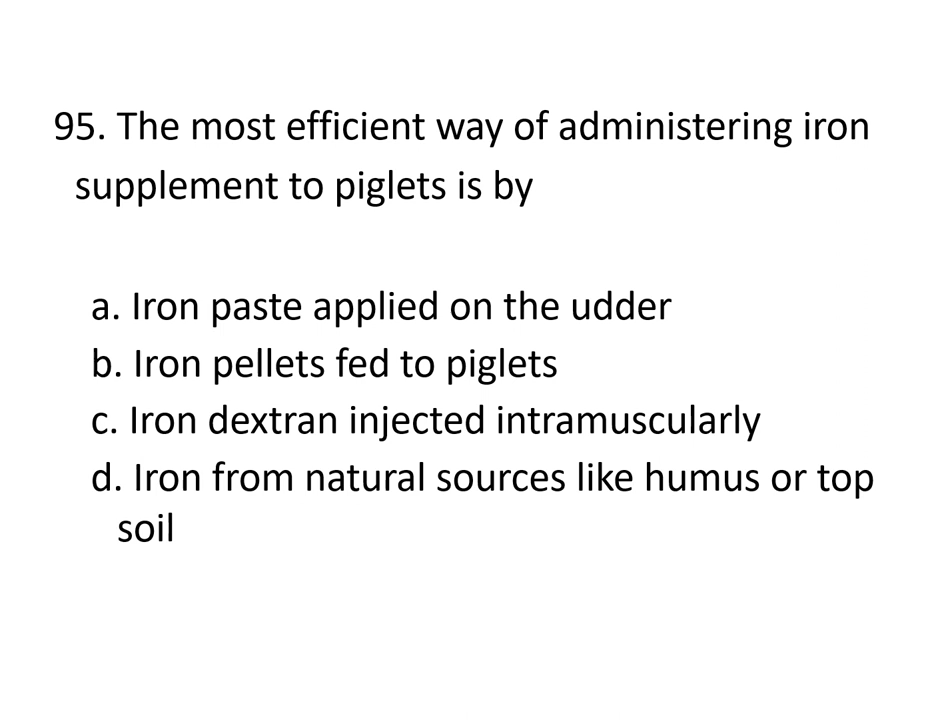 95. The most efficient way of administering iron
supplement to piglets is by
a. Iron paste applied on the udder
b. Iron pellets fed to piglets
c. Iron dextran injected intramuscularly
d. Iron from natural sources like humus or top
soil